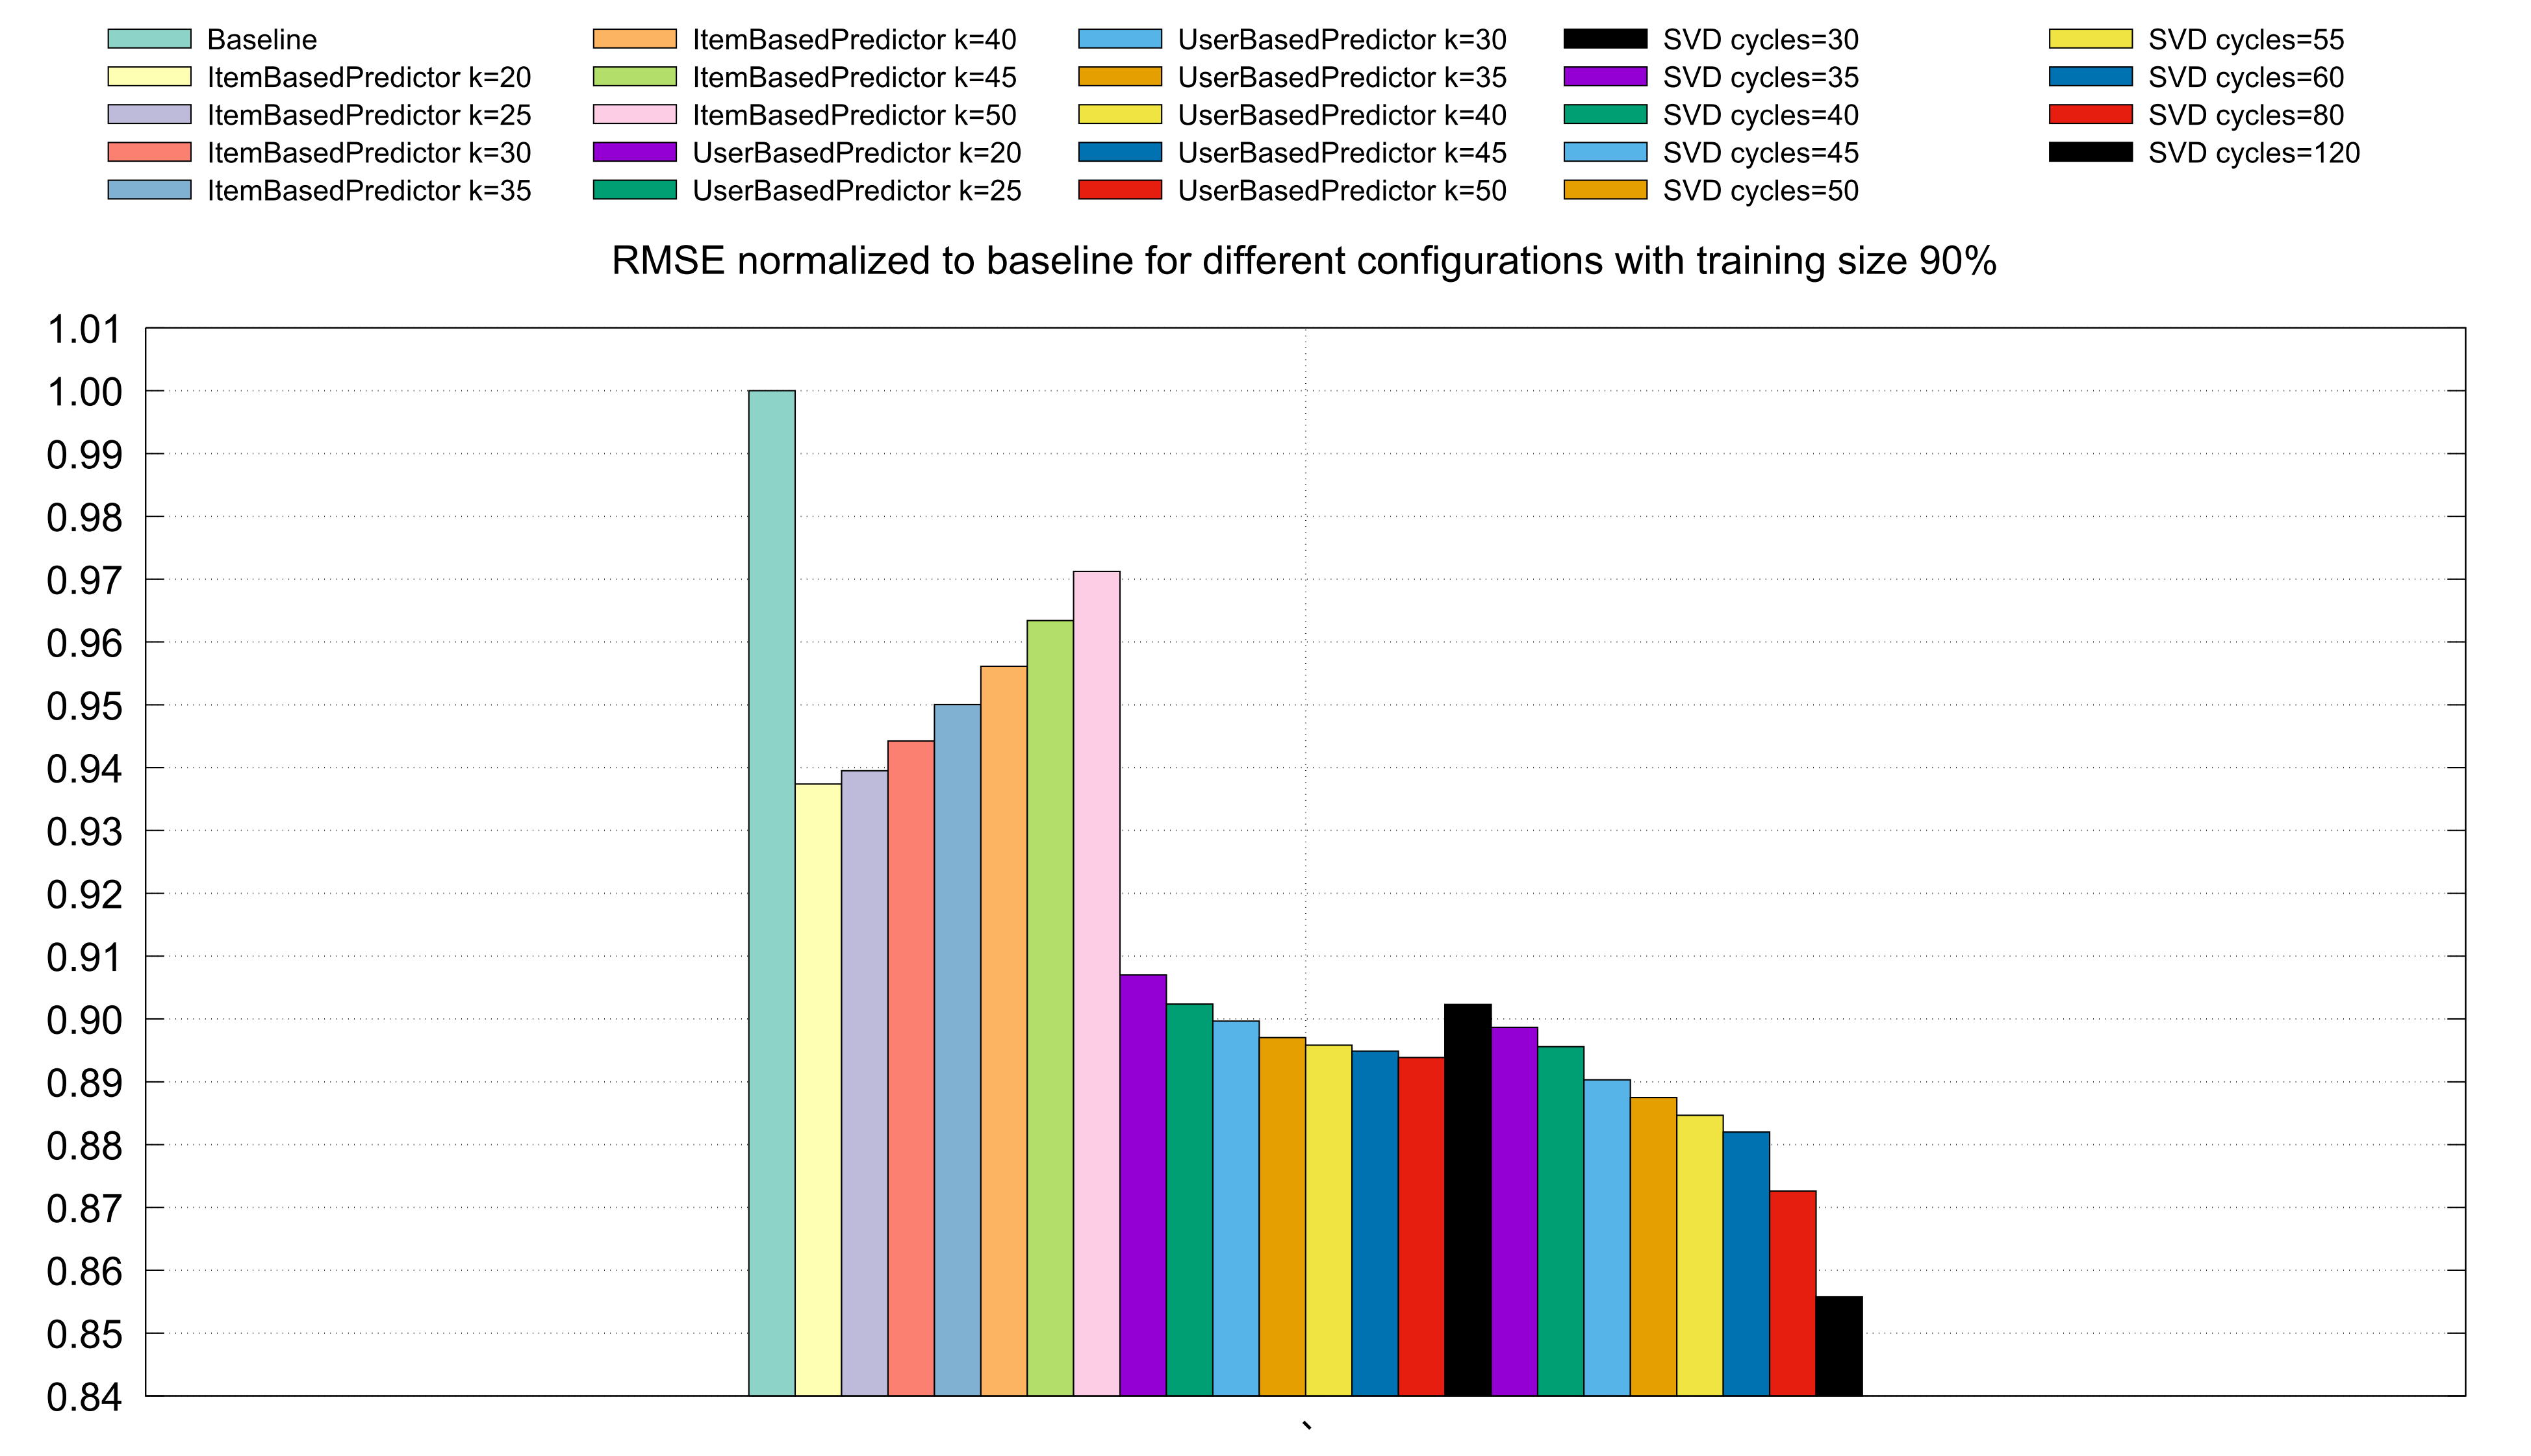 Baseline
ItemBasedPredictor k=20
ItemBasedPredictor k=25
ItemBasedPredictor k=30
ItemBasedPredictor k=35
ItemBasedPredictor k=40
ItemBasedPredictor k=45
ItemBasedPredictor k=50
UserBasedPredictor k=20
UserBasedPredictor k=25
UserBasedPredictor k=30
UserBasedPredictor k=35
UserBasedPredictor k=40
UserBasedPredictor k=45
UserBasedPredictor k=50
SVD cycles=30
SVD cycles=35
SVD cycles=40
SVD cycles=45
SVD cycles=50
SVD cycles=55
SVD cycles=60
SVD cycles=80
SVD cycles=120
RMSE normalized to baseline for different configurations with training size 90%
1.01
1.00
0.99
0.98
0.97
0.96
0.95
0.94
0.93
0.92
0.91
0.90
0.89
0.88
0.87
0.86
0.85
0.84